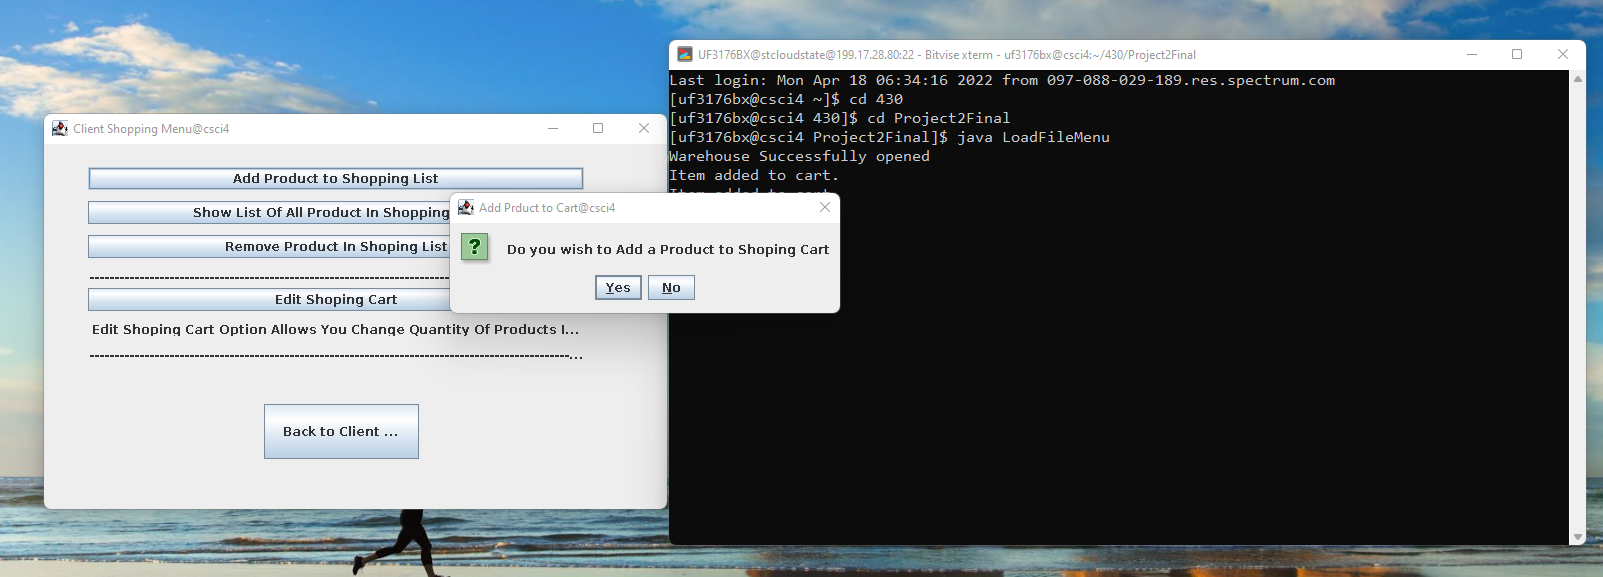 Client Shopping Menu@csci4
Add Product to Shopping List
Show List Of All Product In Shopping
Remove Product In Shoping List
--------------------------------------------------------------------------
Edit Shoping Cart
Edit Shoping Cart Option Allows You Change Quantity Of Products I...
------------------------------------------------------------------------------------------------...
Back to Client ...
Add Prduct to Cart@csci4
Do you wish to Add a Product to Shoping Cart
Yes No
UF3176BX@stcloudstate@199.17.28.80:22 - Bitvise xterm - uf3176bx@csci4:~/430/Project2Final
Last login: Mon Apr 18 06:34:16 2022 from 097-088-029-189.res.spectrum.com
[uf3176bx@csci4 ~]$ cd 430
[uf3176bx@csci4 430]$ cd Project2Final
[uf3176bx@csci4 Project2Final]$ java LoadFileMenu
Warehouse Successfully opened
Item added to cart.